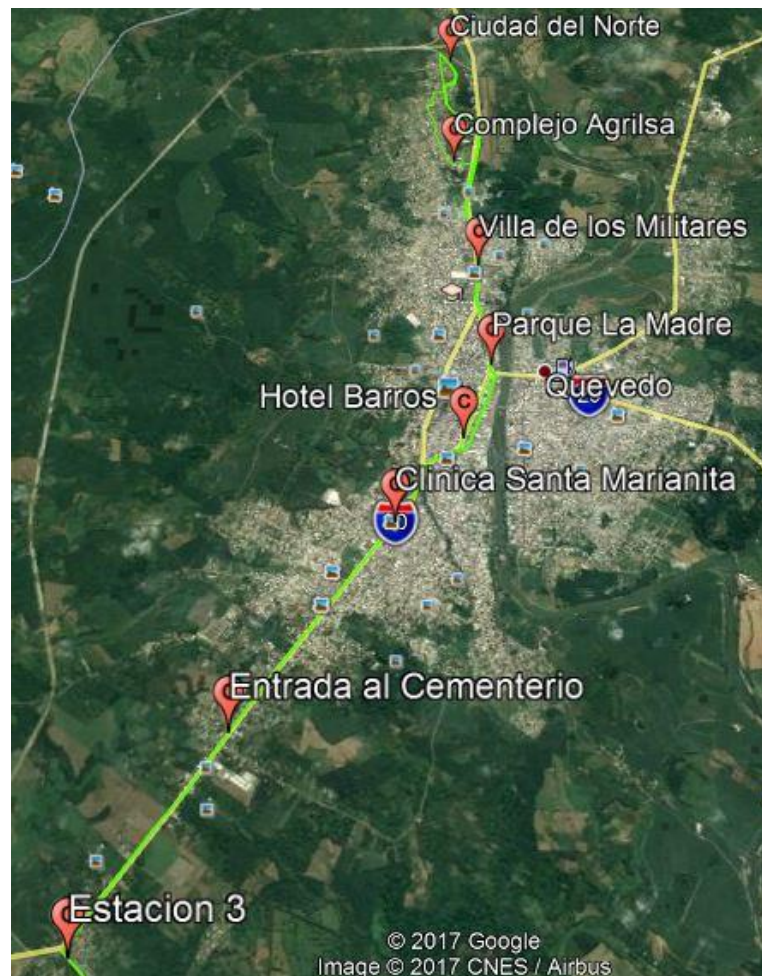 Ciudad del Norte
Complejo Agrilsa
Villa de los Militares
Parque La Madre
Quevedo
Hotel Barros
C
Clinica Santa Marianita
Entrada al Cementerio
Estacion 3
© 2017 Google
Image © 2017 CNES / Airbus